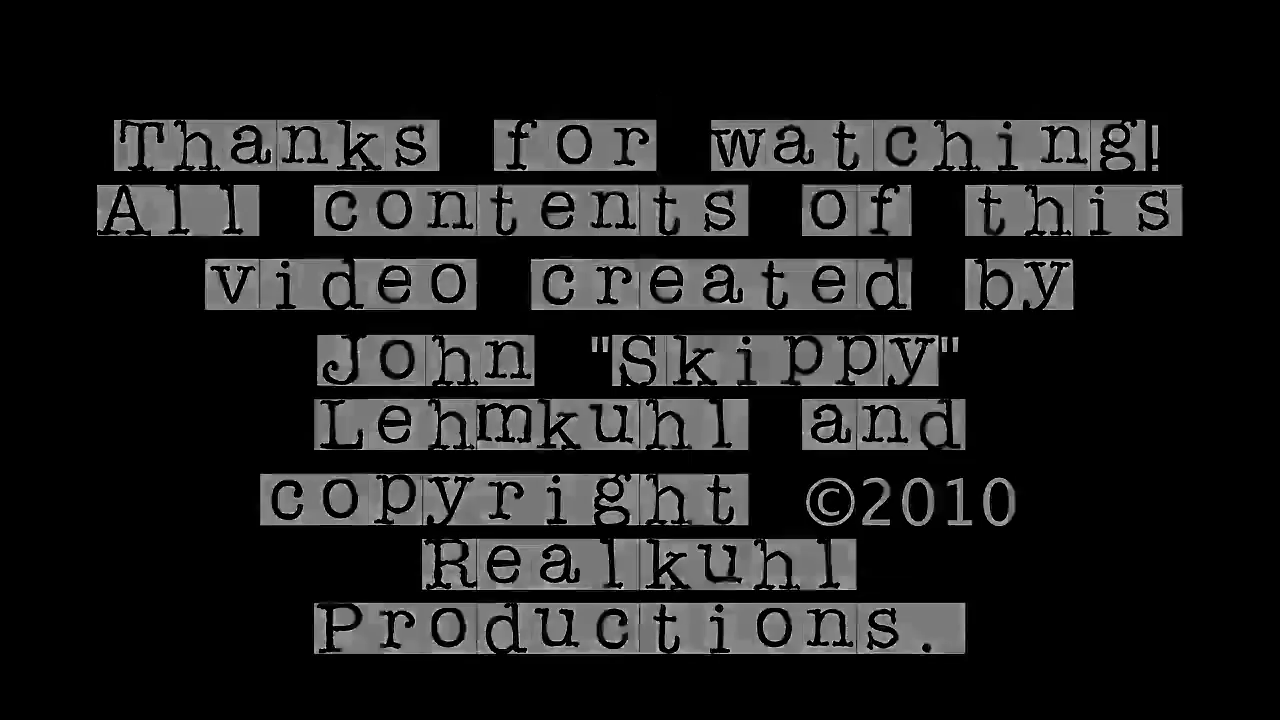 Thanks for watching!
All contents of this
video created by
John "Skippy"
Lehmkuhl and
copyright ©2010
Realkuhl
Productions.